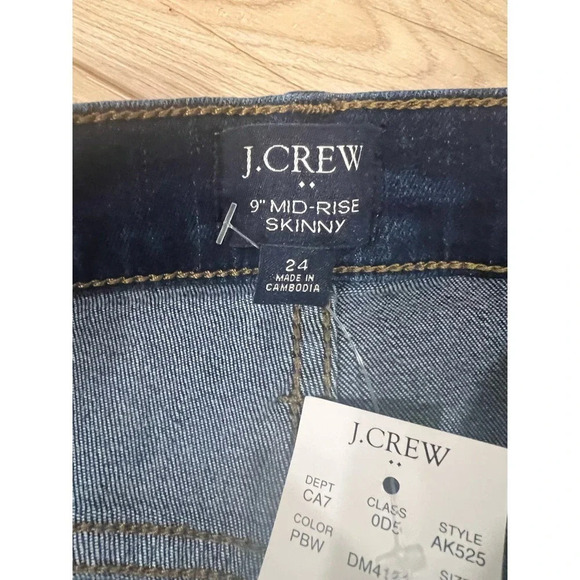 J.CREW
9" MID-RISE
SKINNY
24
MADE IN
CAMBODIA
J.CREW
DEPT CLASS STYLE
CA7 0D5 AK525
COLOR
PBW